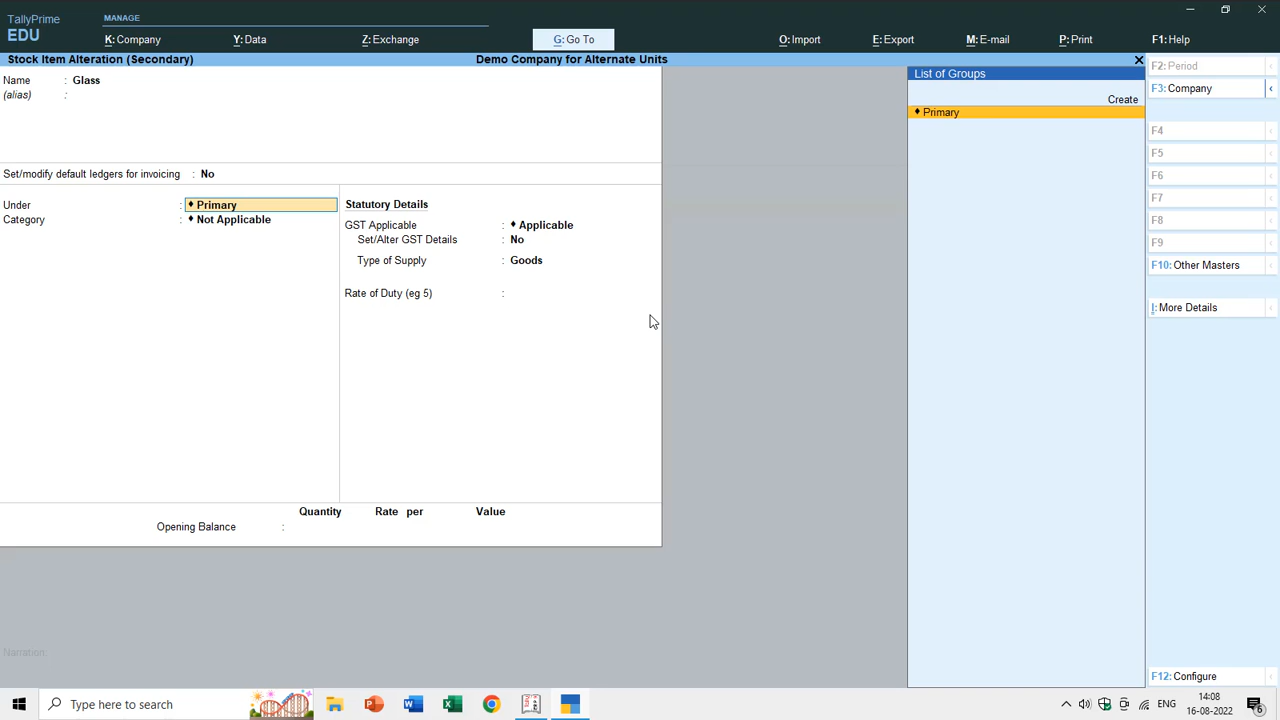 TallyPrime
EDU
MANAGE
K: Company
Y: Data
Z: Exchange
G: Go To
O: Import
E: Export
M: E-mail
P: Print
F1: Help
Stock Item Alteration (Secondary)
Demo Company for Alternate Units
Name : Glass
(alias) :
Set/modify default ledgers for invoicing : No
Under : ♦ Primary
Category : ♦ Not Applicable
Statutory Details
GST Applicable : ♦ Applicable
Set/Alter GST Details : No
Type of Supply : Goods
Rate of Duty (eg 5) :
Quantity Rate per Value
Opening Balance :
Narration:
List of Groups
Create
♦ Primary
F2: Period
F3: Company
F4
F5
F6
F7
F8
F9
F10: Other Masters
I: More Details
F12: Configure
Type here to search
ENG
14:08
16-08-2022
6